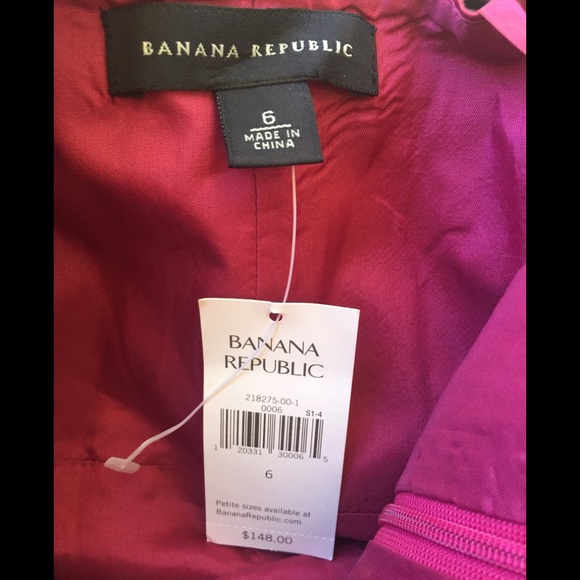 BANANA REPUBLIC
6
MADE IN
CHINA
BANANA
REPUBLIC
218275-00-1
0006 S1-4
1 20331 30006 5
6
Petite sizes available at
BananaRepublic.com
$148.00